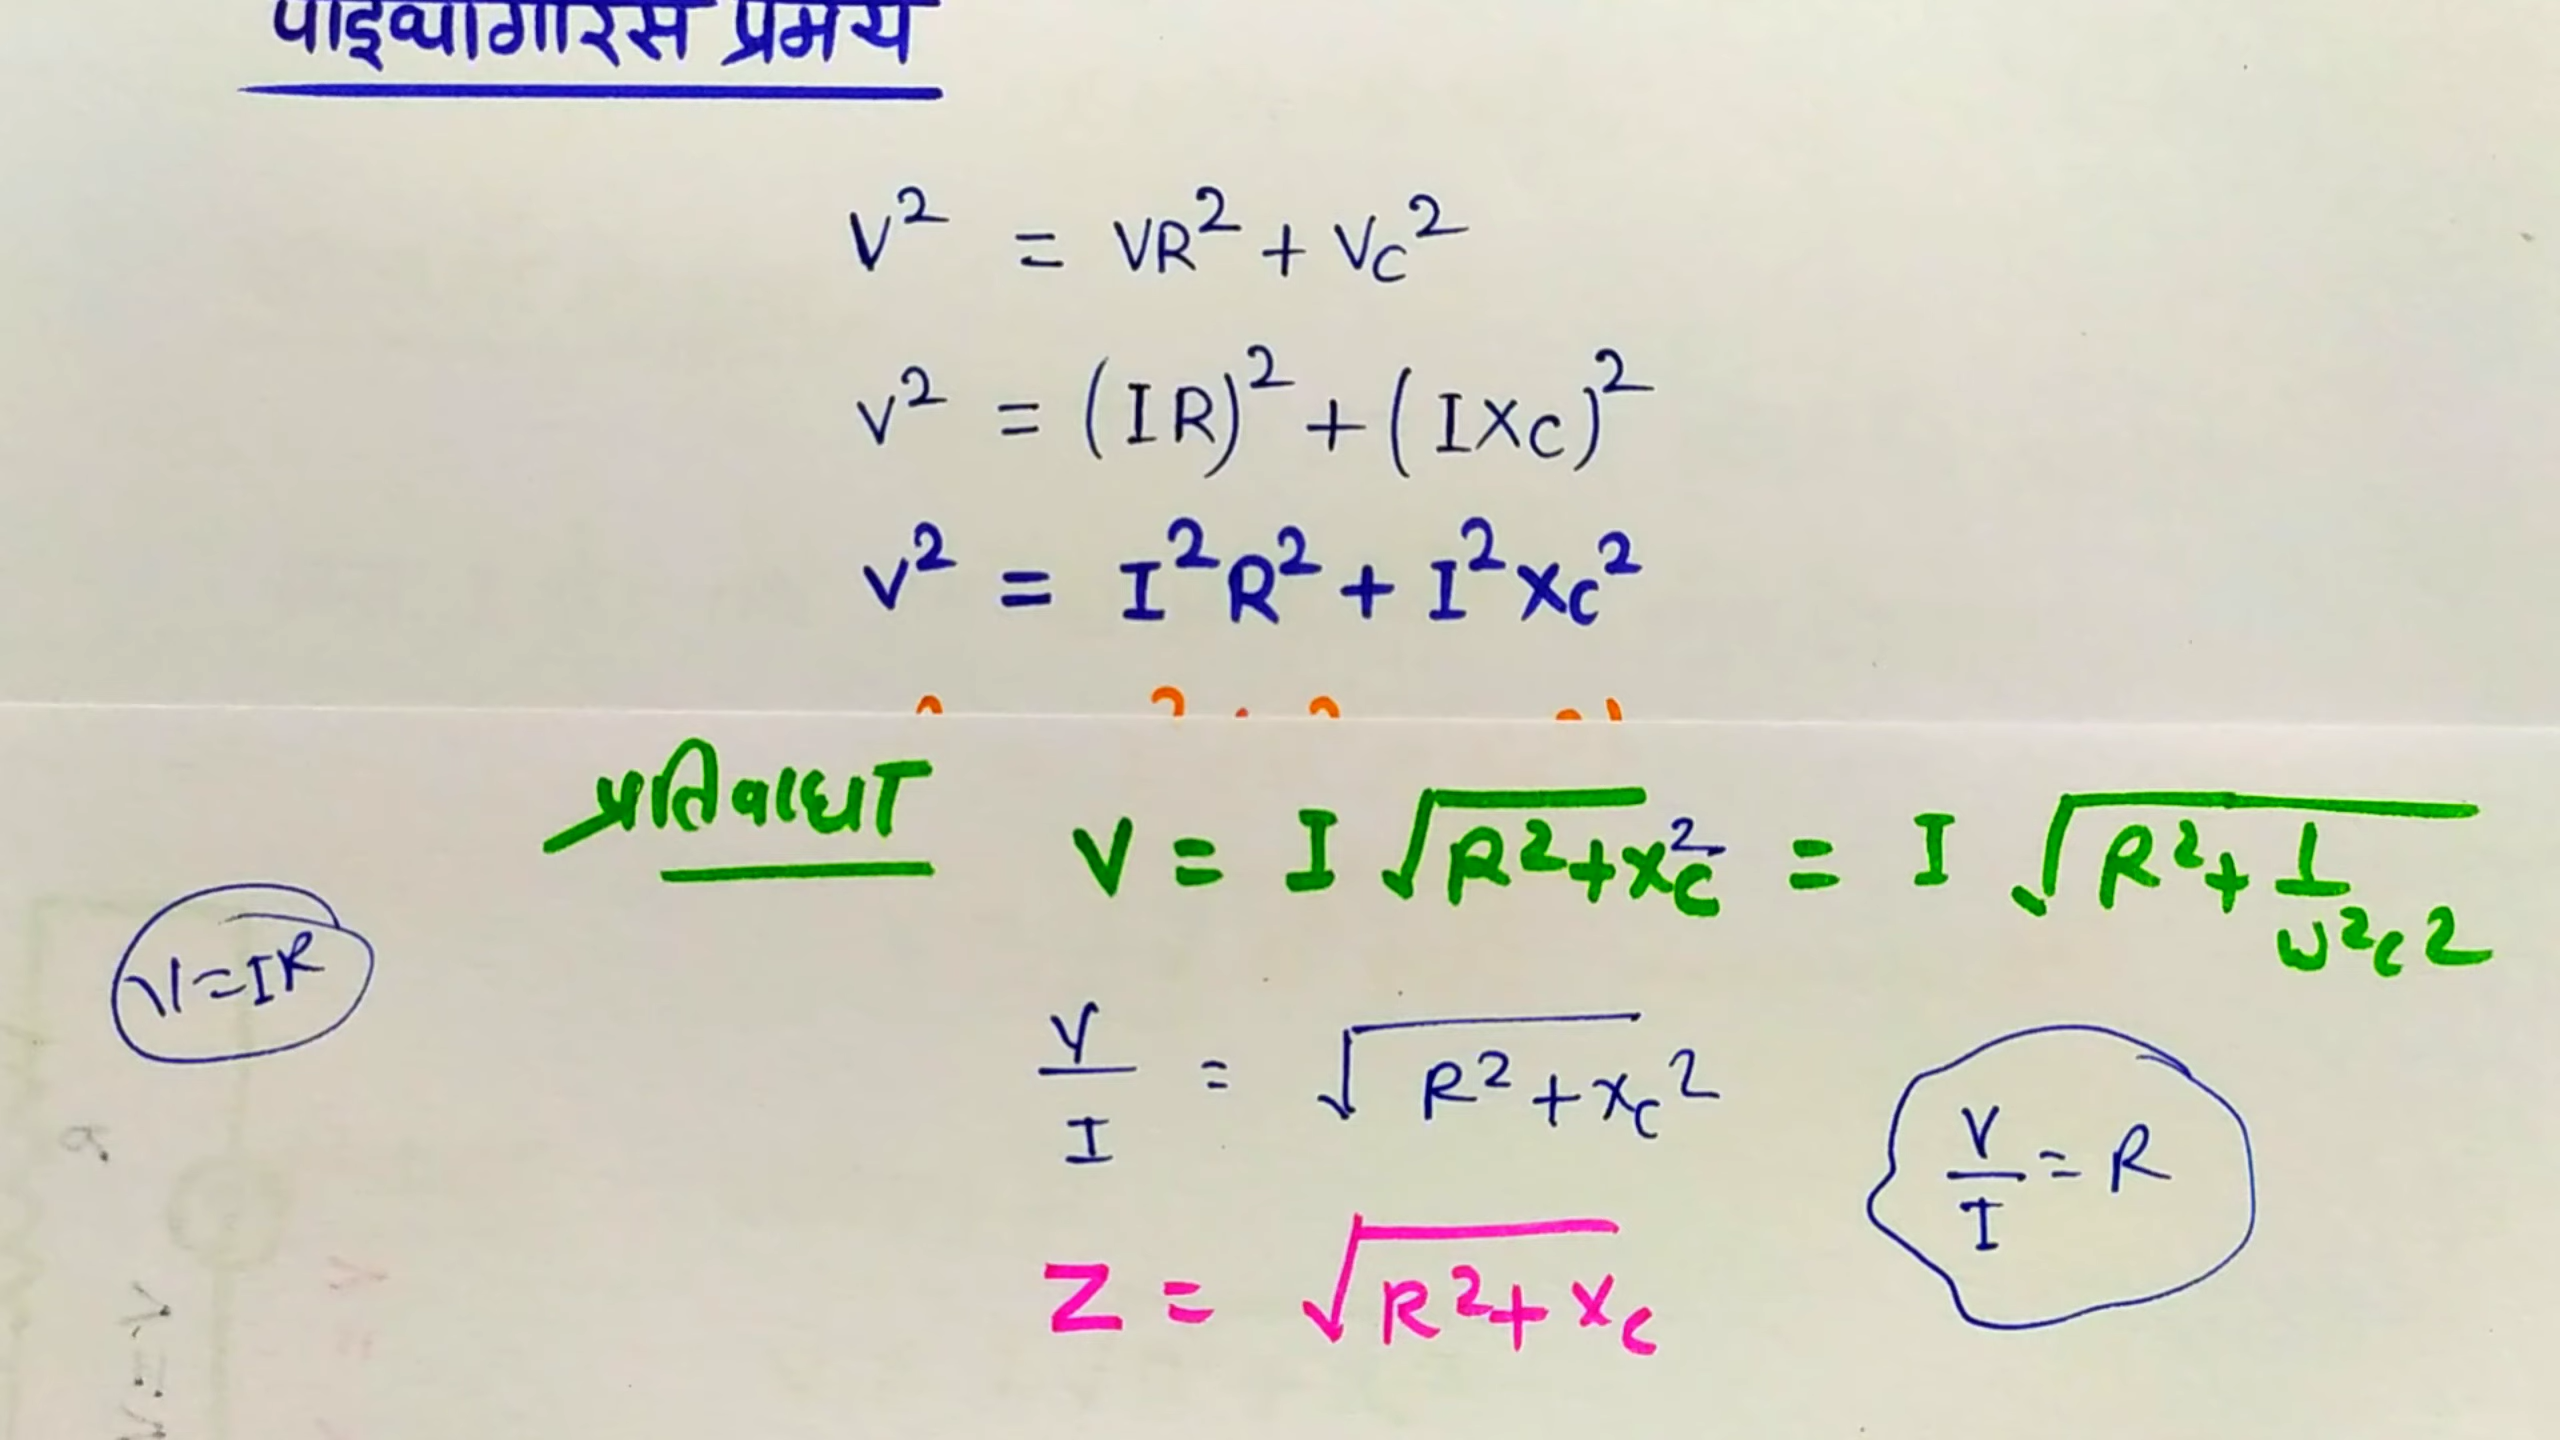 पाइथागोरस प्रमेय
V² = VR² + Vc²
V² = (IR)² + (IXc)²
V² = I²R² + I²Xc²
प्रतिबाधा V = I √R²+Xc² = I √R²+ 1/ω²c²
V=IR
V/I = √R²+Xc²
V/I = R
Z = √R²+Xc